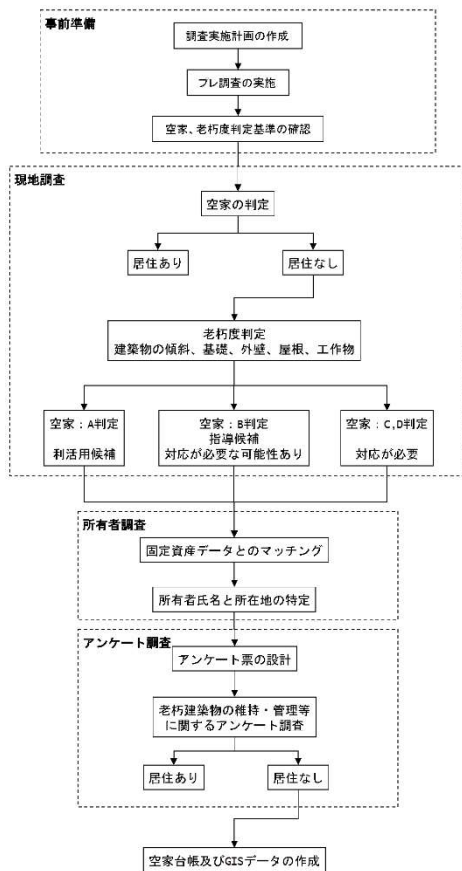 事前準備
調査実施計画の作成
プレ調査の実施
空家、老朽度判定基準の確認
現地調査
空家の判定
居住あり
居住なし
老朽度判定
建築物の傾斜、基礎、外壁、屋根、工作物
空家：A判定
利活用候補
空家：B判定
指導候補
対応が必要な可能性あり
空家：C,D判定
対応が必要
所有者調査
固定資産データとのマッチング
所有者氏名と所在地の特定
アンケート調査
アンケート票の設計
老朽建築物の維持・管理等
に関するアンケート調査
居住あり
居住なし
空家台帳及びGISデータの作成